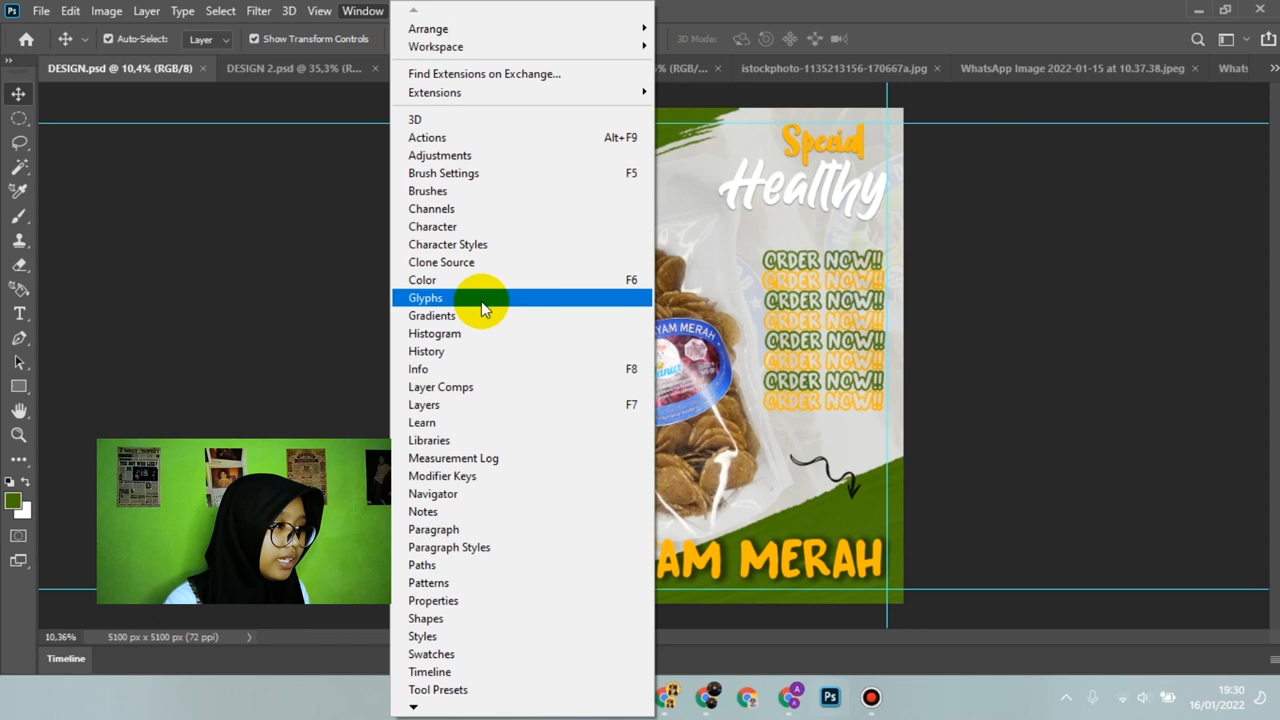 Ps File Edit Image Layer Type Select Filter 3D View Window
Auto-Select: Layer Show Transform Controls 3D Mode:
DESIGN.psd @ 10,4% (RGB/8) × DESIGN 2.psd @ 35,3% (R... × % (RGB/... × istockphoto-1135213156-170667a.jpg × WhatsApp Image 2022-01-15 at 10.37.38.jpeg × Whats
Arrange
Workspace
Find Extensions on Exchange...
Extensions
3D
Actions Alt+F9
Adjustments
Brush Settings F5
Brushes
Channels
Character
Character Styles
Clone Source
Color F6
Glyphs
Gradients
Histogram
History
Info F8
Layer Comps
Layers F7
Learn
Libraries
Measurement Log
Modifier Keys
Navigator
Notes
Paragraph
Paragraph Styles
Paths
Patterns
Properties
Shapes
Styles
Swatches
Timeline
Tool Presets
Special
Healthy
ORDER NOW!!
ORDER NOW!!
ORDER NOW!!
ORDER NOW!!
ORDER NOW!!
ORDER NOW!!
ORDER NOW!!
ORDER NOW!!
YAM MERAH
AM MERAH
10,36% 5100 px x 5100 px (72 ppi)
Timeline
Ps
19:30
16/01/2022